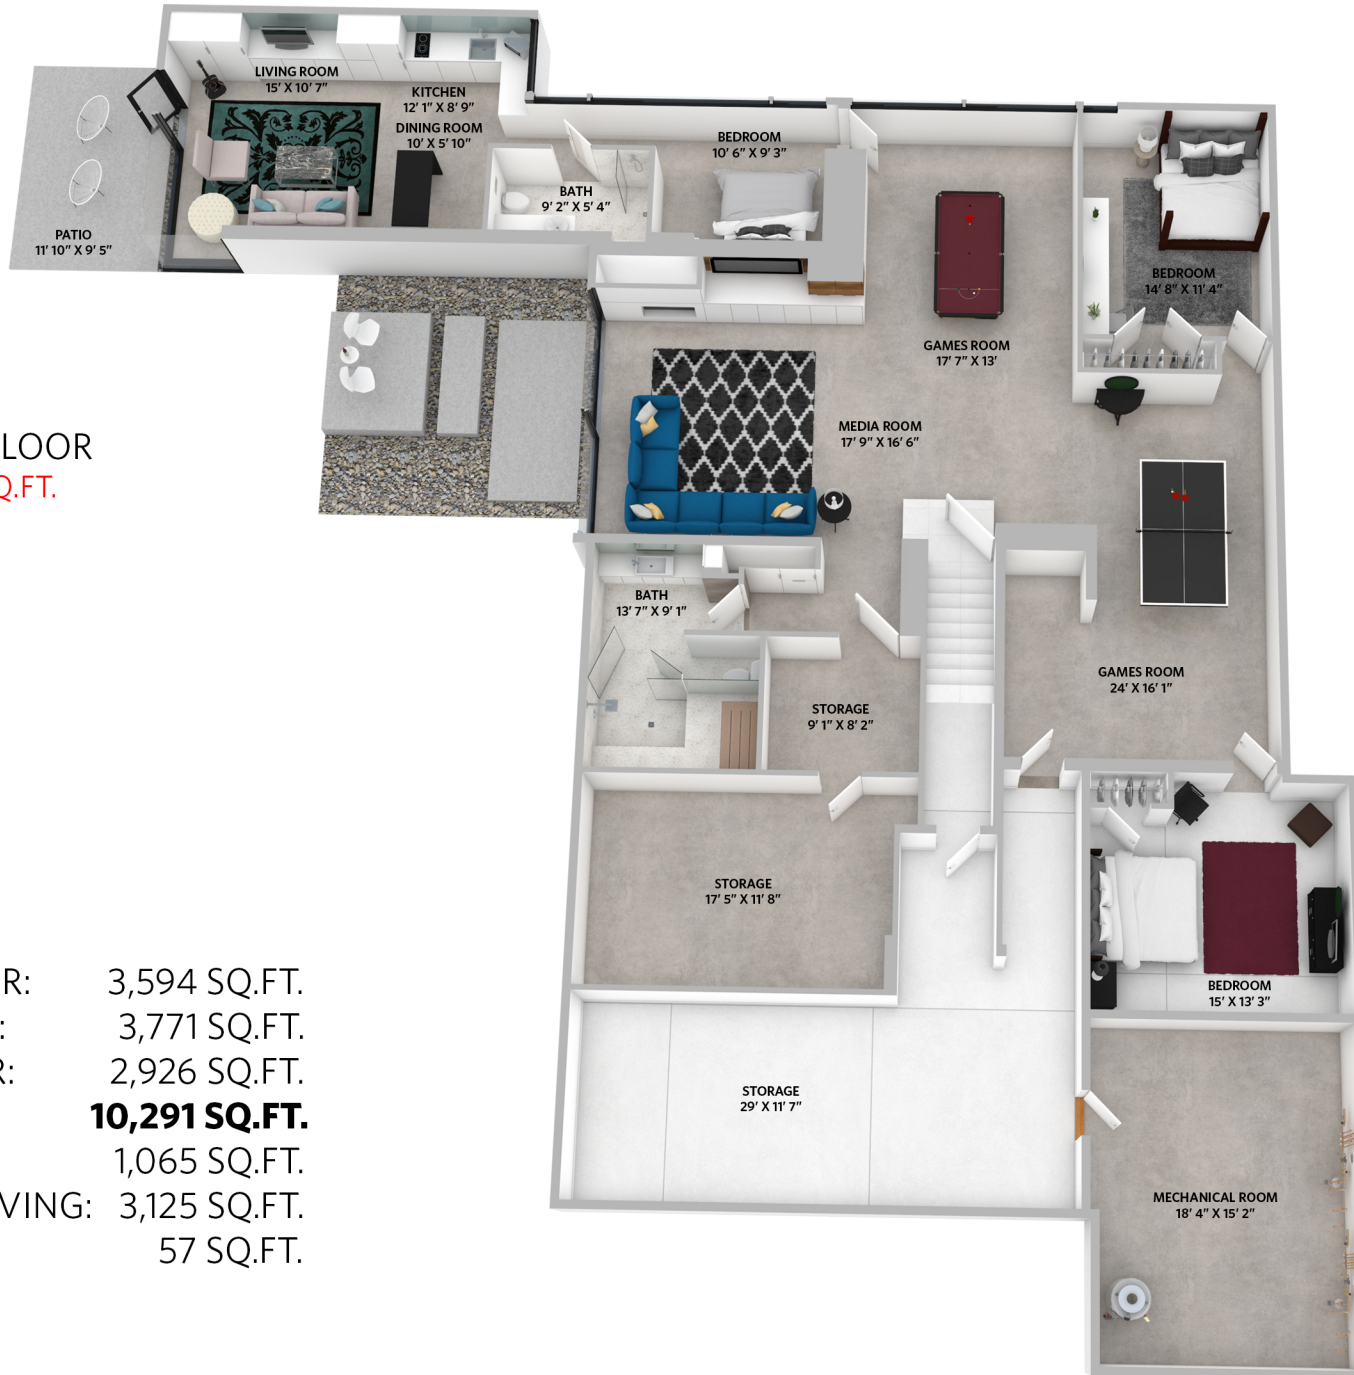 LIVING ROOM
15' X 10' 7"
KITCHEN
12' 1" X 8' 9"
DINING ROOM
10' X 5' 10"
BEDROOM
10' 6" X 9' 3"
BATH
9' 2" X 5' 4"
PATIO
11' 10" X 9' 5"
BEDROOM
14' 8" X 11' 4"
GAMES ROOM
17' 7" X 13'
MEDIA ROOM
17' 9" X 16' 6"
LOOR
Q.FT.
BATH
13' 7" X 9' 1"
GAMES ROOM
24' X 16' 1"
STORAGE
9' 1" X 8' 2"
STORAGE
17' 5" X 11' 8"
BEDROOM
15' X 13' 3"
R: 3,594 SQ.FT.
: 3,771 SQ.FT.
R: 2,926 SQ.FT.
10,291 SQ.FT.
1,065 SQ.FT.
VING: 3,125 SQ.FT.
57 SQ.FT.
STORAGE
29' X 11' 7"
MECHANICAL ROOM
18' 4" X 15' 2"